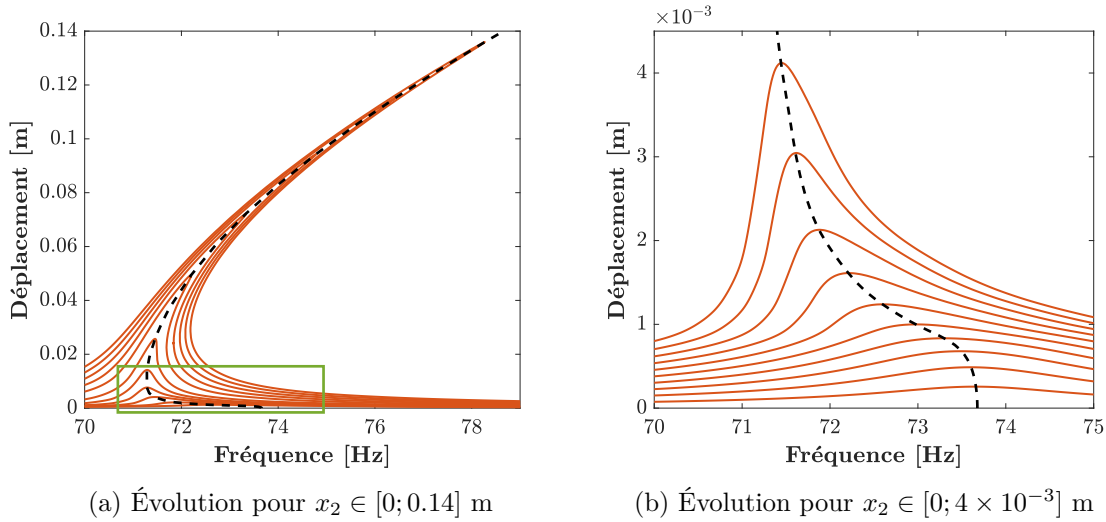 0.14
0.12
0.1
0.08
0.06
0.04
0.02
0
Déplacement [m]
70 72 74 76 78
Fréquence [Hz]
(a) Évolution pour x₂ ∈ [0; 0.14] m
×10⁻³
4
3
2
1
0
Déplacement [m]
70 71 72 73 74 75
Fréquence [Hz]
(b) Évolution pour x₂ ∈ [0; 4 × 10⁻³] m